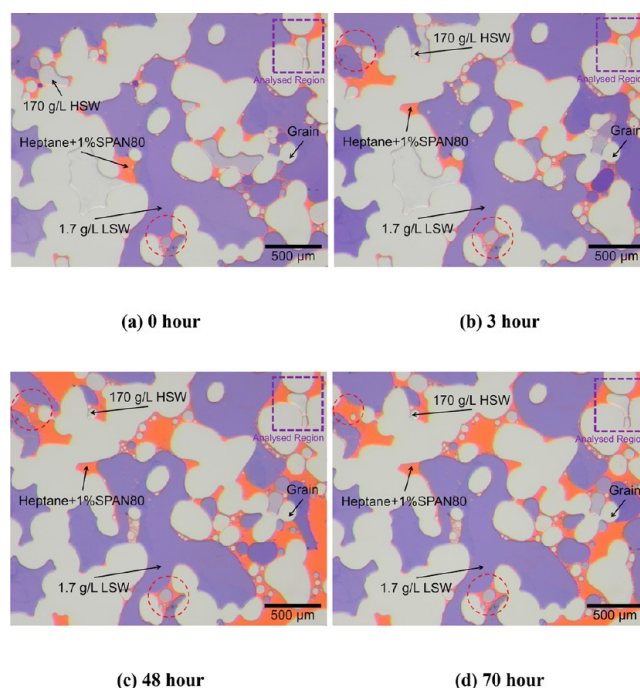 170 g/L HSW
Analysed Region
Grain
Heptane+1%SPAN80
1.7 g/L LSW
500 µm
(a) 0 hour
170 g/L HSW
Analysed Region
Grain
Heptane+1%SPAN80
1.7 g/L LSW
500 µm
(b) 3 hour
170 g/L HSW
Analysed Region
Grain
Heptane+1%SPAN80
1.7 g/L LSW
500 µm
(c) 48 hour
170 g/L HSW
Analysed Region
Grain
Heptane+1%SPAN80
1.7 g/L LSW
500 µm
(d) 70 hour